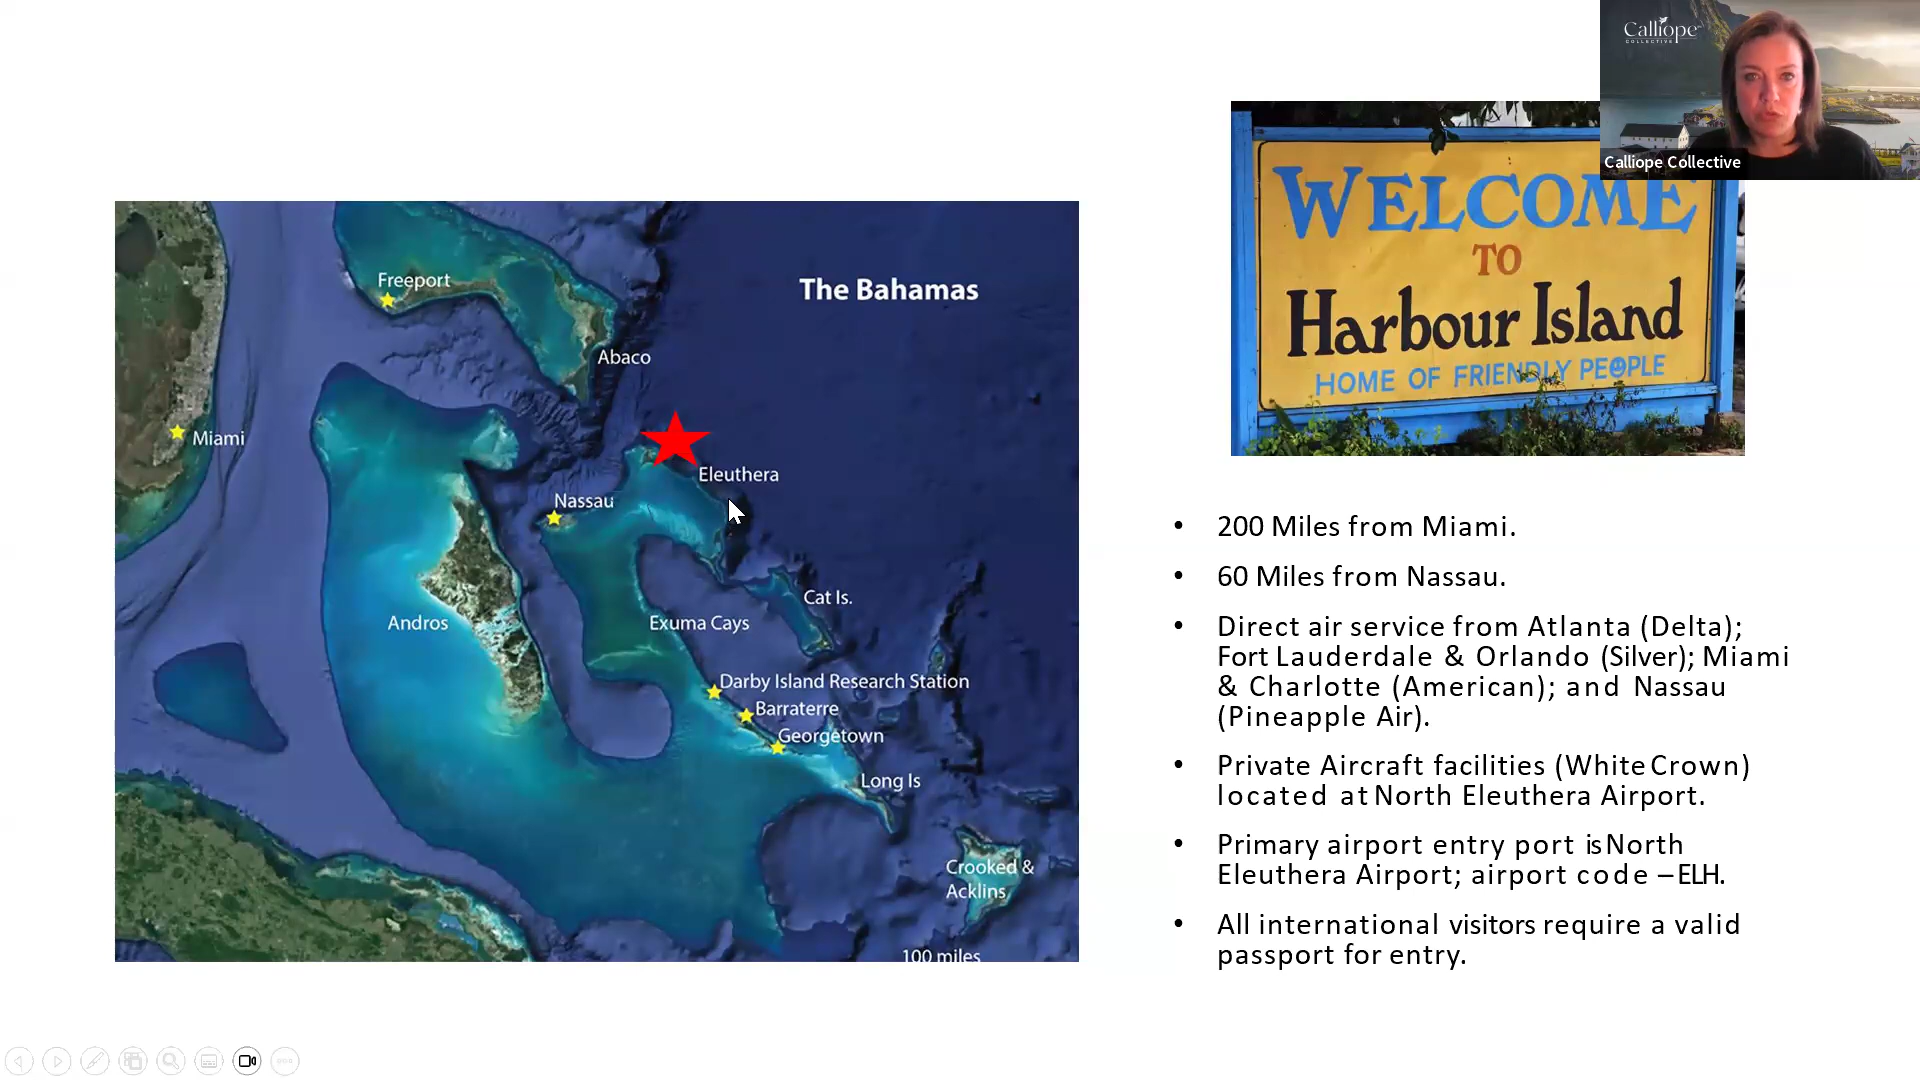 Calliope
COLLECTIVE
Calliope Collective
WELCOME
TO
Harbour Island
HOME OF FRIENDLY PEOPLE
The Bahamas
Freeport
Abaco
Miami
Eleuthera
Nassau
Cat Is.
Andros
Exuma Cays
Darby Island Research Station
Barraterre
Georgetown
Long Is
Crooked &
Acklins
100 miles
• 200 Miles from Miami.
• 60 Miles from Nassau.
• Direct air service from Atlanta (Delta);
Fort Lauderdale & Orlando (Silver); Miami
& Charlotte (American); and Nassau
(Pineapple Air).
• Private Aircraft facilities (White Crown)
located at North Eleuthera Airport.
• Primary airport entry port is North
Eleuthera Airport; airport code – ELH.
• All international visitors require a valid
passport for entry.